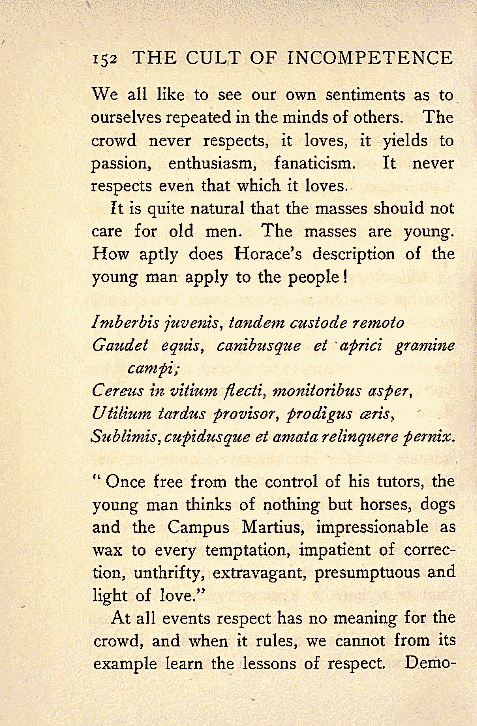 152 THE CULT OF INCOMPETENCE
We all like to see our own sentiments as to
ourselves repeated in the minds of others. The
crowd never respects, it loves, it yields to
passion, enthusiasm, fanaticism. It never
respects even that which it loves.
It is quite natural that the masses should not
care for old men. The masses are young.
How aptly does Horace's description of the
young man apply to the people!
Imberbis juvenis, tandem custode remoto
Gaudet equis, canibusque et aprici gramine
campi;
Cereus in vitium flecti, monitoribus asper,
Utilium tardus provisor, prodigus æris,
Sublimis, cupidusque et amata relinquere pernix.
“Once free from the control of his tutors, the
young man thinks of nothing but horses, dogs
and the Campus Martius, impressionable as
wax to every temptation, impatient of correc-
tion, unthrifty, extravagant, presumptuous and
light of love.”
At all events respect has no meaning for the
crowd, and when it rules, we cannot from its
example learn the lessons of respect. Demo-